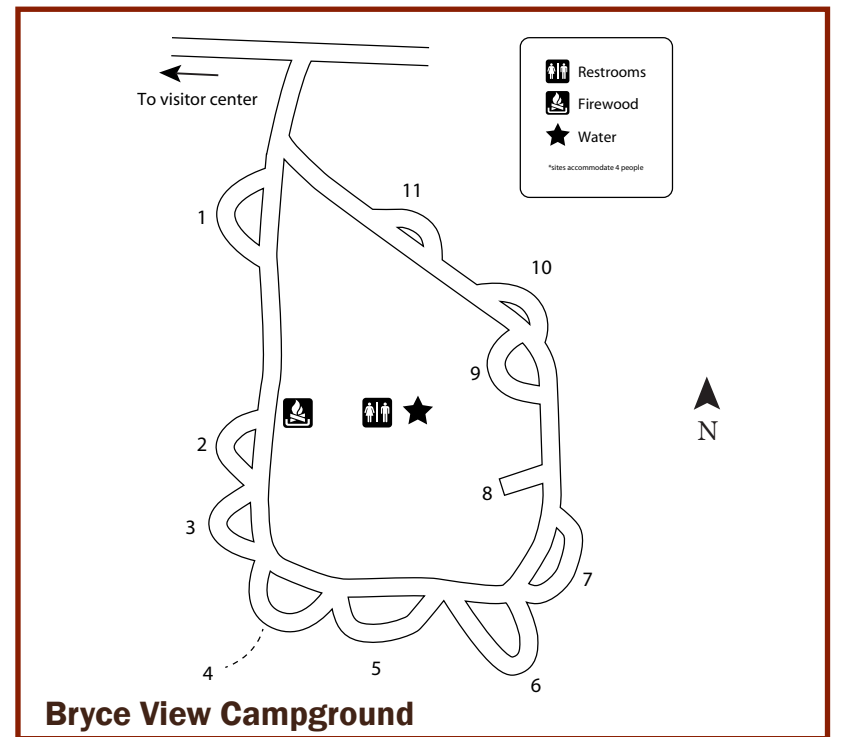 To visitor center
Restrooms
Firewood
Water
*sites accommodate 4 people
11
1
10
9
N
2
8
3
7
4
5
6
Bryce View Campground